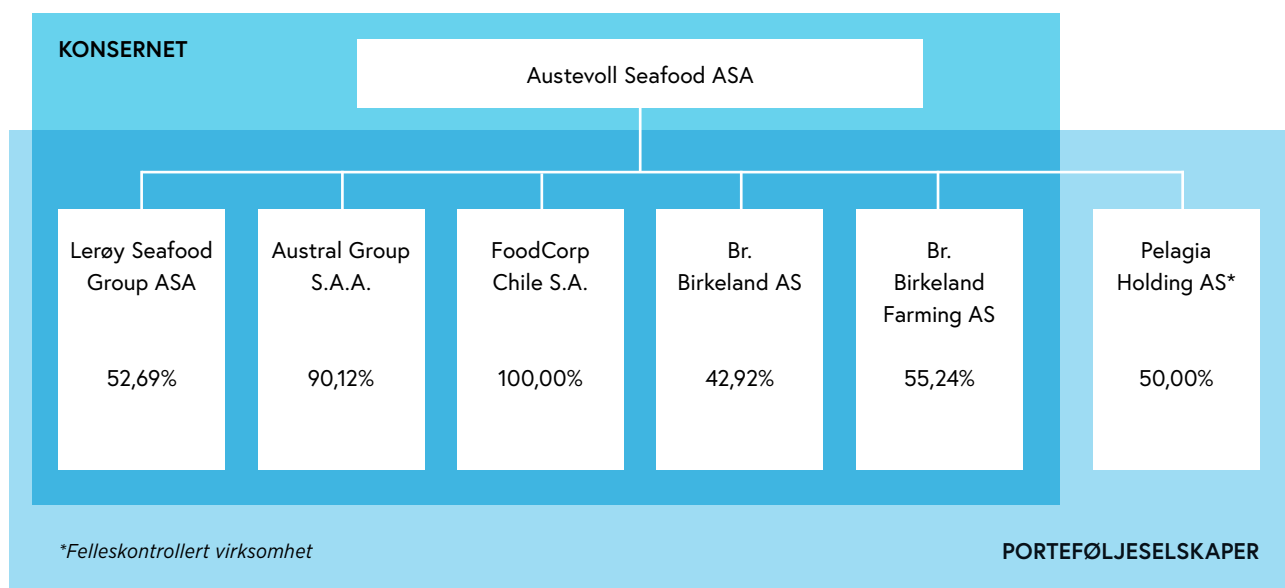 KONSERNET
Austevoll Seafood ASA
Lerøy Seafood
Group ASA
52,69%
Austral Group
S.A.A.
90,12%
FoodCorp
Chile S.A.
100,00%
Br.
Birkeland AS
42,92%
Br.
Birkeland
Farming AS
55,24%
Pelagia
Holding AS*
50,00%
*Felleskontrollert virksomhet
PORTEFØLJESELSKAPER